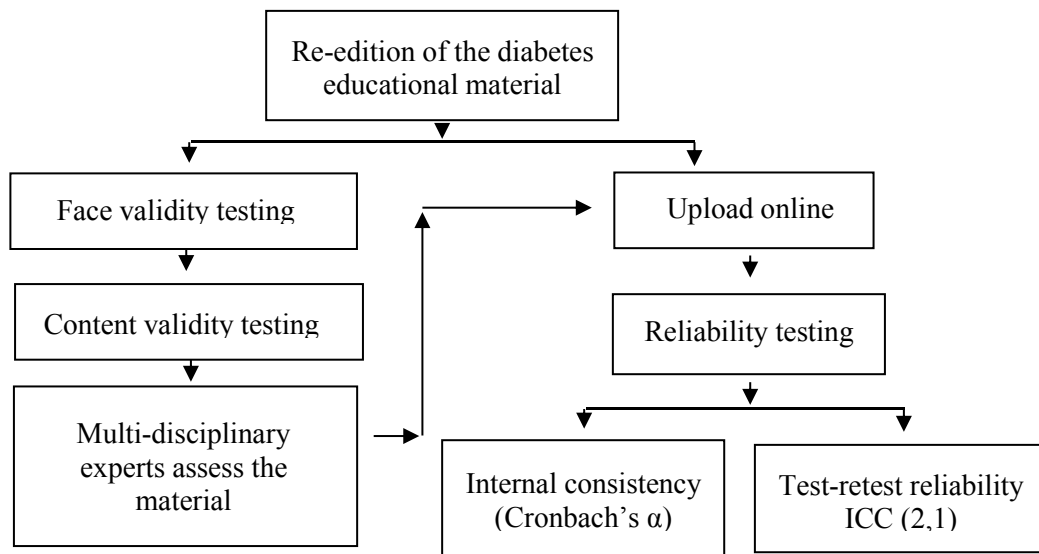 Re-edition of the diabetes
educational material
Face validity testing
Upload online
Content validity testing
Reliability testing
Multi-disciplinary
experts assess the
material
Internal consistency
(Cronbach’s α)
Test-retest reliability
ICC (2,1)